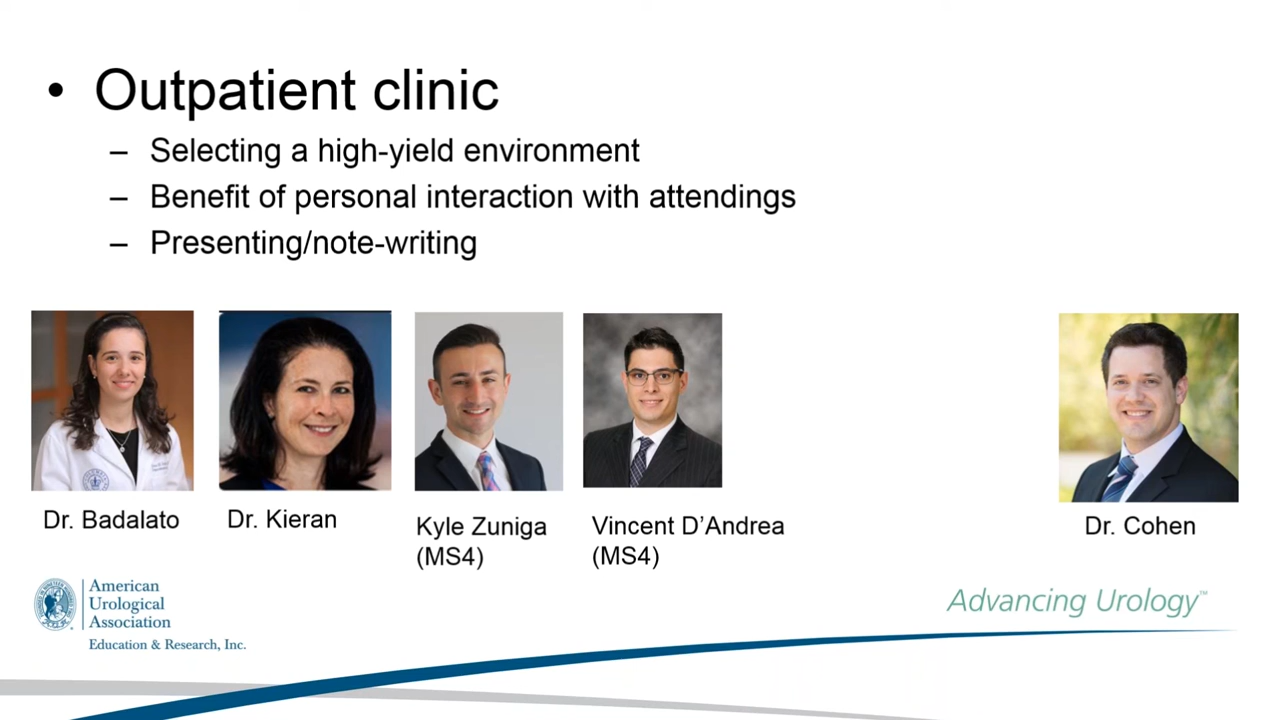 • Outpatient clinic
– Selecting a high-yield environment
– Benefit of personal interaction with attendings
– Presenting/note-writing
Dr. Badalato
Dr. Kieran
Kyle Zuniga
(MS4)
Vincent D’Andrea
(MS4)
Dr. Cohen
American
Urological
Association
Education & Research, Inc.
Advancing Urology™